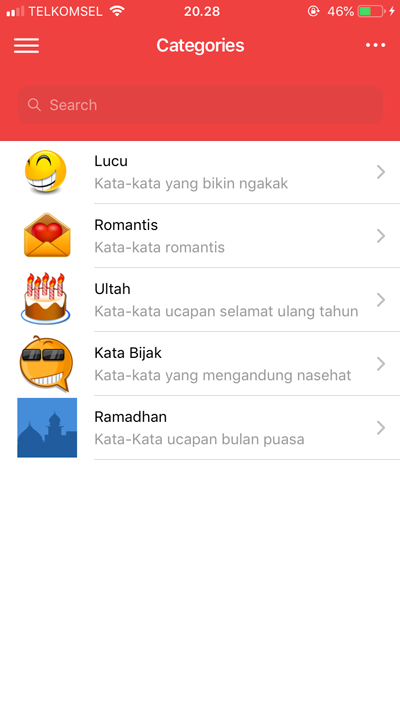 TELKOMSEL 20.28 46%
Categories
Search
Lucu
Kata-kata yang bikin ngakak
Romantis
Kata-kata romantis
Ultah
Kata-kata ucapan selamat ulang tahun
Kata Bijak
Kata-kata yang mengandung nasehat
Ramadhan
Kata-Kata ucapan bulan puasa